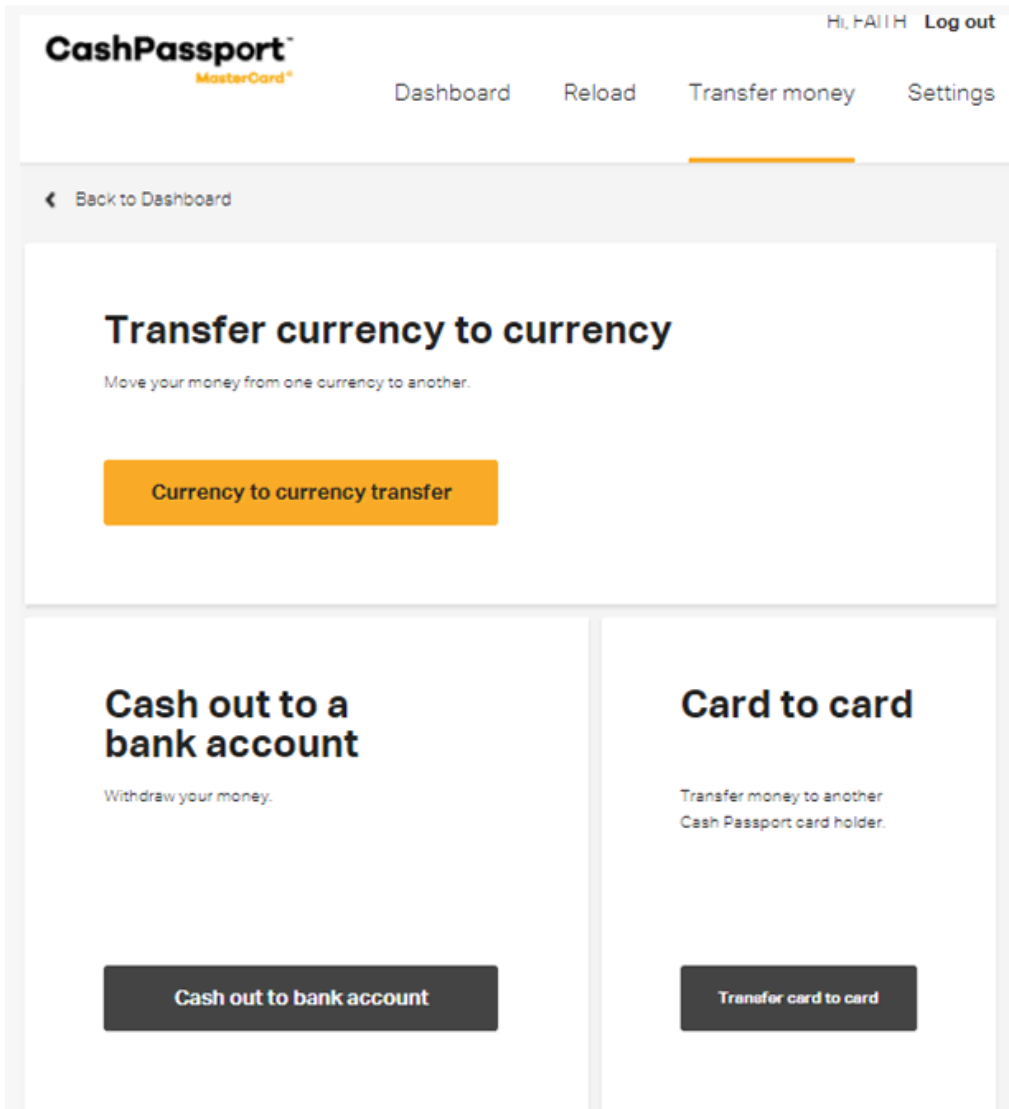 Hi, FAITH Log out
CashPassport™
MasterCard®
Dashboard Reload Transfer money Settings
Back to Dashboard
Transfer currency to currency
Move your money from one currency to another.
Currency to currency transfer
Cash out to a
bank account
Withdraw your money.
Cash out to bank account
Card to card
Transfer money to another
Cash Passport card holder.
Transfer card to card